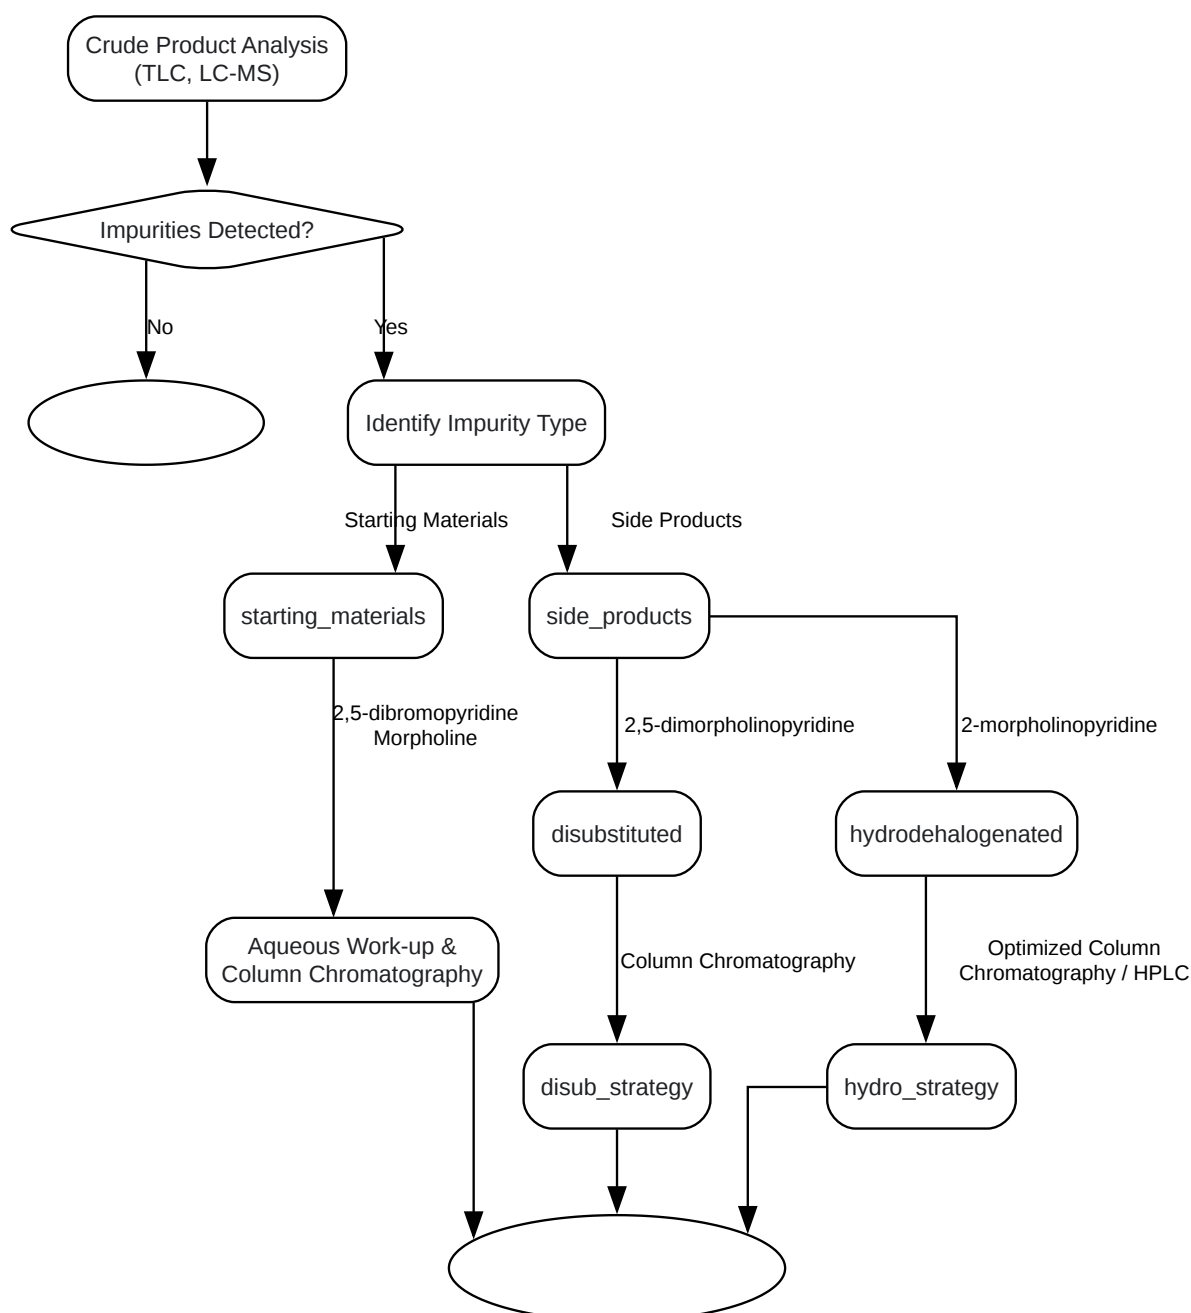 Crude Product Analysis
(TLC, LC-MS)
Impurities Detected?
No
Yes
Identify Impurity Type
Starting Materials
Side Products
starting_materials
side_products
2,5-dibromopyridine
Morpholine
2,5-dimorpholinopyridine
2-morpholinopyridine
disubstituted
hydrodehalogenated
Aqueous Work-up &
Column Chromatography
Column Chromatography
Optimized Column
Chromatography / HPLC
disub_strategy
hydro_strategy